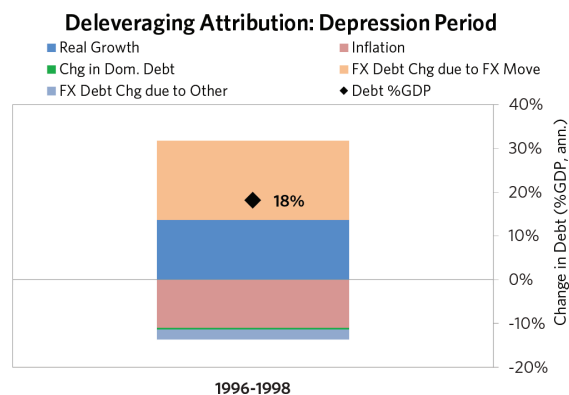 Deleveraging Attribution: Depression Period
Real Growth
Inflation
Chg in Dom. Debt
FX Debt Chg due to FX Move
FX Debt Chg due to Other
Debt %GDP
40%
30%
20%
10%
0%
-10%
-20%
Change in Debt (%GDP, ann.)
18%
1996-1998